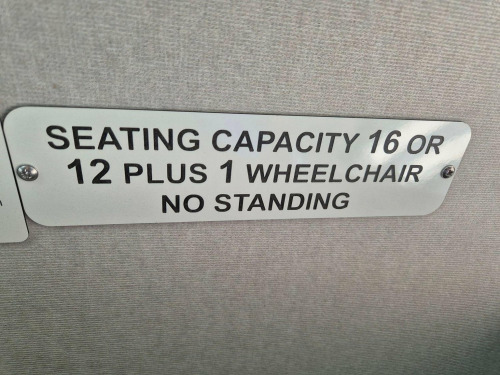 SEATING CAPACITY 16 OR
12 PLUS 1 WHEELCHAIR
NO STANDING